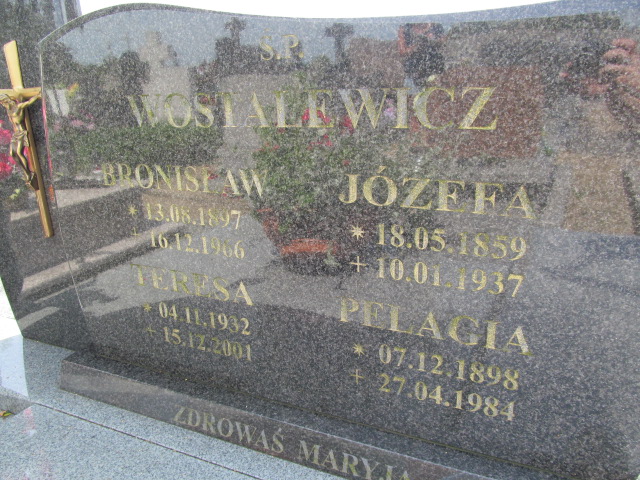 Ś.P.
WOSTALEWICZ
BRONISŁAW
* 13.08.1897
+ 16.12.1966
TERESA
* 04.11.1932
+ 15.12.2001
JÓZEFA
* 18.05.1859
+ 10.01.1937
PELAGIA
* 07.12.1898
+ 27.04.1984
ZDROWAŚ MARYJA